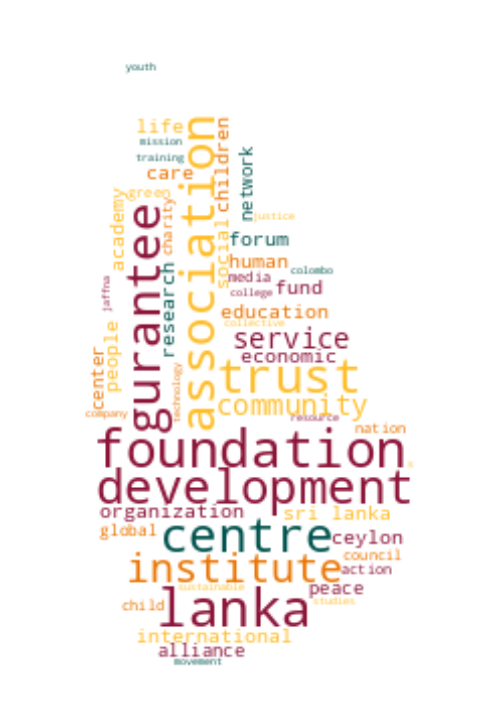 youth
life
mission
training
care
green
association
children
network
academy
gurantee
charity
social
justice
forum
human
research
media
colombo
jaffna
college
fund
education
collective
people
service
economic
center
technology
trust
community
company
resource
nation
foundation
development
organization
sri lanka
global
centre
ceylon
council
institute
action
sustainable
peace
child
lanka
studies
international
alliance
movement